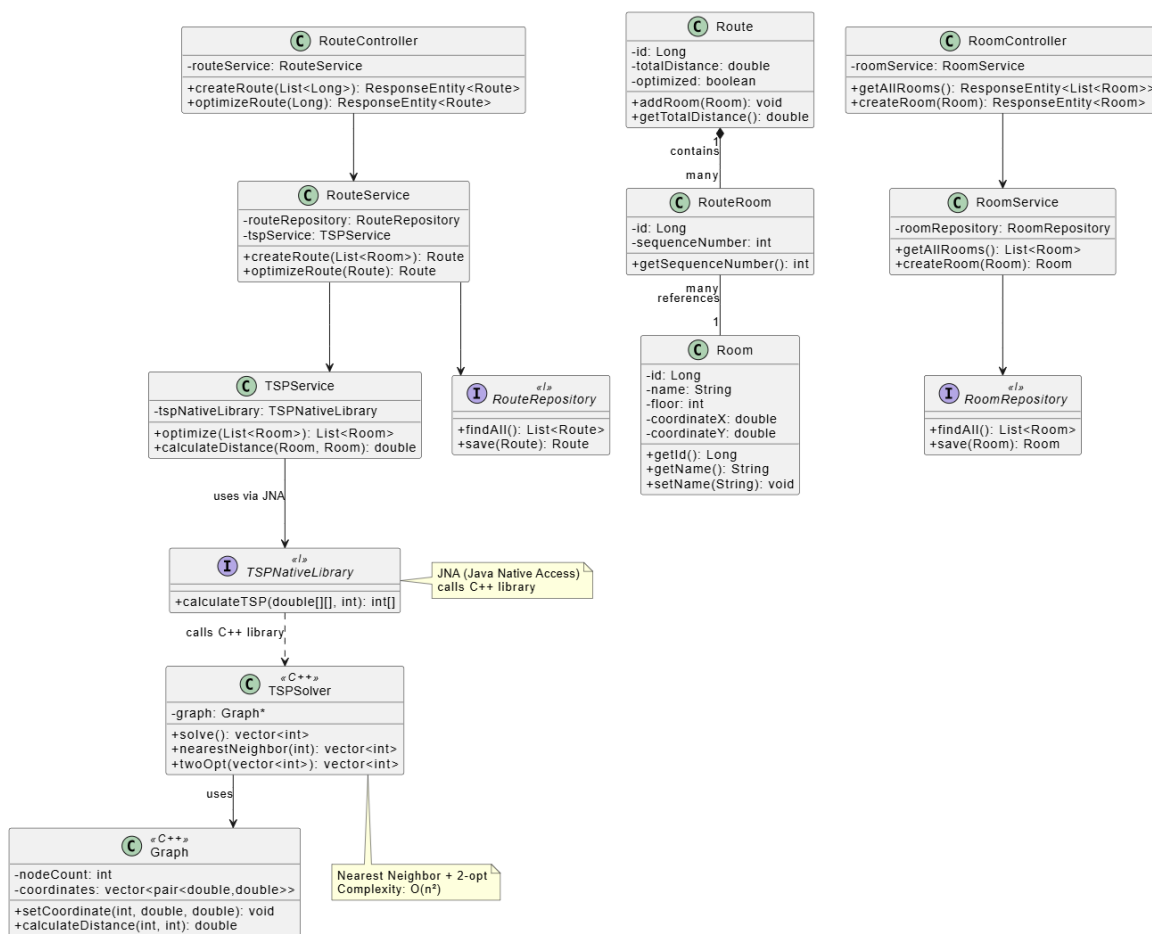 C RouteController
-routeService: RouteService
+createRoute(List<Long>): ResponseEntity<Route>
+optimizeRoute(Long): ResponseEntity<Route>
C RouteService
-routeRepository: RouteRepository
-tspService: TSPService
+createRoute(List<Room>): Route
+optimizeRoute(Route): Route
C TSPService
-tspNativeLibrary: TSPNativeLibrary
+optimize(List<Room>): List<Room>
+calculateDistance(Room, Room): double
I «I»
RouteRepository
+findAll(): List<Route>
+save(Route): Route
uses via JNA
I «I»
TSPNativeLibrary
+calculateTSP(double[][], int): int[]
JNA (Java Native Access)
calls C++ library
calls C++ library
C «C++»
TSPSolver
-graph: Graph*
+solve(): vector<int>
+nearestNeighbor(int): vector<int>
+twoOpt(vector<int>): vector<int>
uses
Nearest Neighbor + 2-opt
Complexity: O(n²)
C «C++»
Graph
-nodeCount: int
-coordinates: vector<pair<double,double>>
+setCoordinate(int, double, double): void
+calculateDistance(int, int): double
C Route
-id: Long
-totalDistance: double
-optimized: boolean
+addRoom(Room): void
+getTotalDistance(): double
1
contains
many
C RouteRoom
-id: Long
-sequenceNumber: int
+getSequenceNumber(): int
many
references
1
C Room
-id: Long
-name: String
-floor: int
-coordinateX: double
-coordinateY: double
+getId(): Long
+getName(): String
+setName(String): void
C RoomController
-roomService: RoomService
+getAllRooms(): ResponseEntity<List<Room>>
+createRoom(Room): ResponseEntity<Room>
C RoomService
-roomRepository: RoomRepository
+getAllRooms(): List<Room>
+createRoom(Room): Room
I «I»
RoomRepository
+findAll(): List<Room>
+save(Room): Room